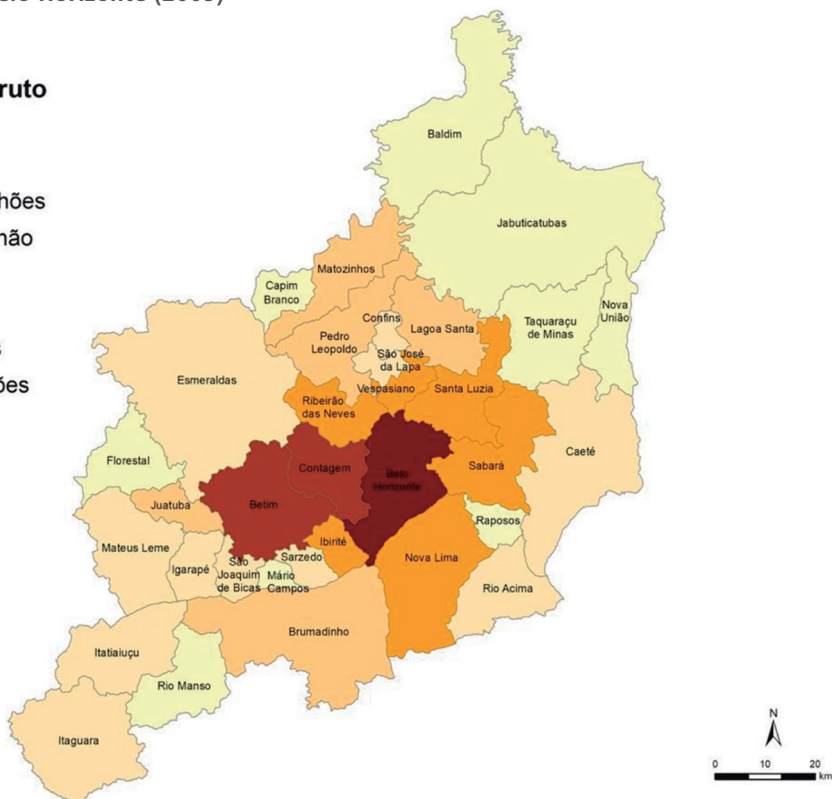 ruto
hões
s
ões
Baldim
Jabuticatubas
Matozinhos
Capim
Branco
Confins
Lagoa Santa
Pedro
Leopoldo
São José
da Lapa
Taquaraçu
de Minas
Nova
União
Esmeraldas
Vespasiano
Santa Luzia
Ribeirão
das Neves
Caeté
Florestal
Contagem
Belo
Horizonte
Sabará
Juatuba
Betim
Raposos
Mateus Leme
Ibirité
Nova Lima
Igarapé
São
Joaquim
de Bicas
Sarzedo
Mário
Campos
Rio Acima
Brumadinho
Itatiaiuçu
Rio Manso
Itaguara
N
0 10 20
km